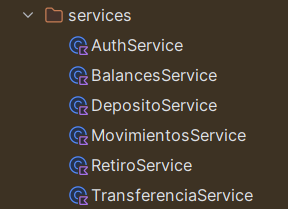 services
AuthService
BalancesService
DepositoService
MovimientosService
RetiroService
TransferenciaService